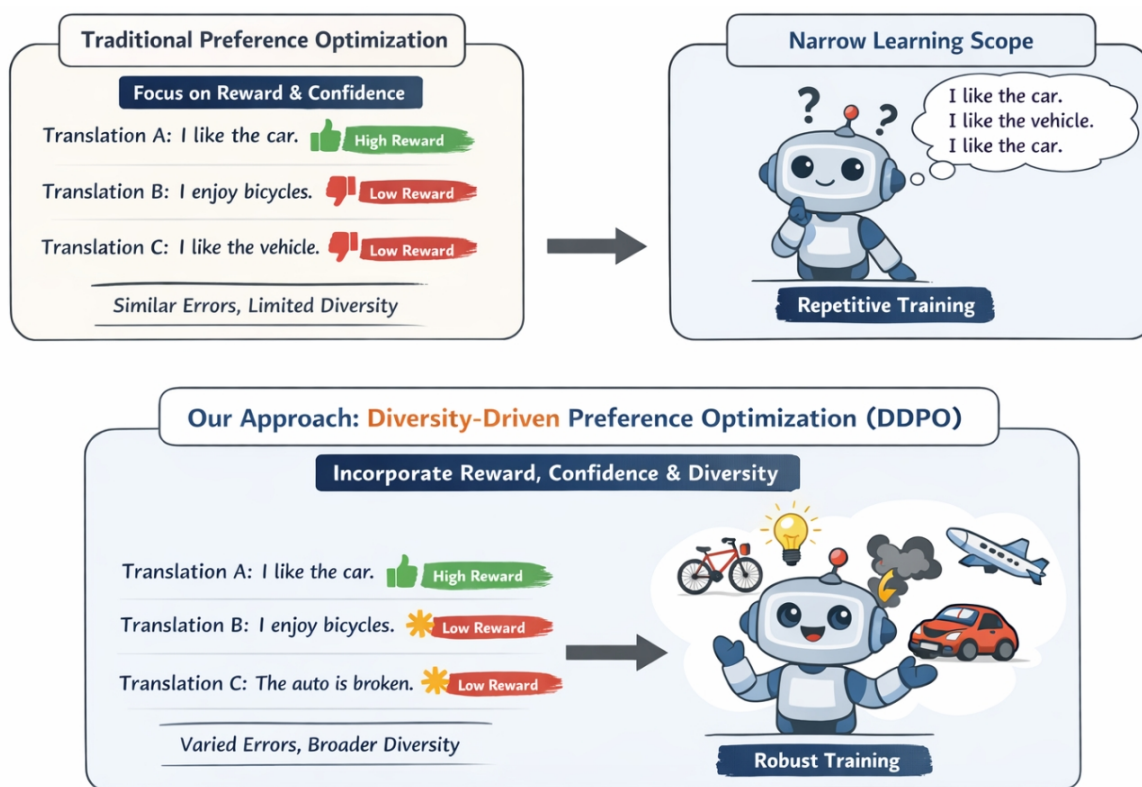 Traditional Preference Optimization
Focus on Reward & Confidence
Translation A: I like the car. High Reward
Translation B: I enjoy bicycles. Low Reward
Translation C: I like the vehicle. Low Reward
Similar Errors, Limited Diversity
Narrow Learning Scope
? ?
I like the car.
I like the vehicle.
I like the car.
Repetitive Training
Our Approach: Diversity-Driven Preference Optimization (DDPO)
Incorporate Reward, Confidence & Diversity
Translation A: I like the car. High Reward
Translation B: I enjoy bicycles. Low Reward
Translation C: The auto is broken. Low Reward
Varied Errors, Broader Diversity
Robust Training